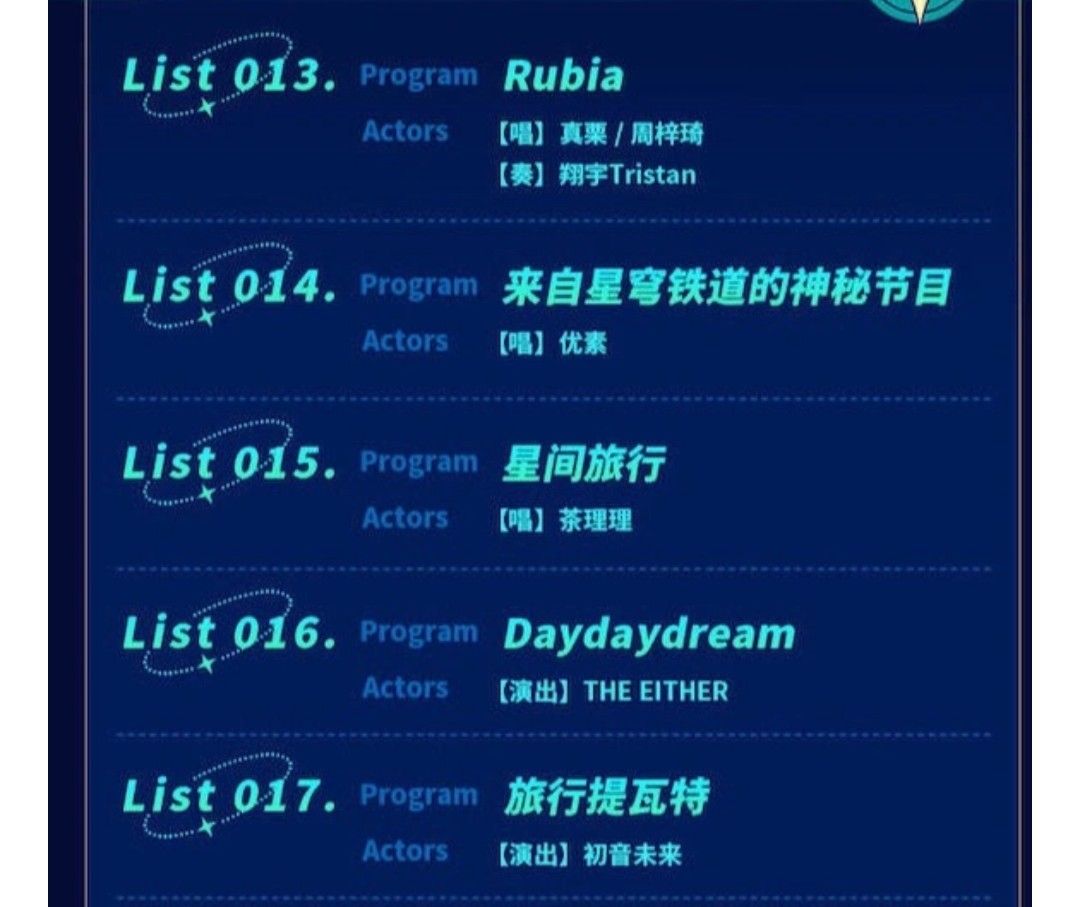 List 013. Program Rubia
Actors 【唱】真栗 / 周梓琦
【奏】翔宇Tristan
List 014. Program 来自星穹铁道的神秘节目
Actors 【唱】优素
List 015. Program 星间旅行
Actors 【唱】茶理理
List 016. Program Daydaydream
Actors 【演出】THE EITHER
List 017. Program 旅行提瓦特
Actors 【演出】初音未来